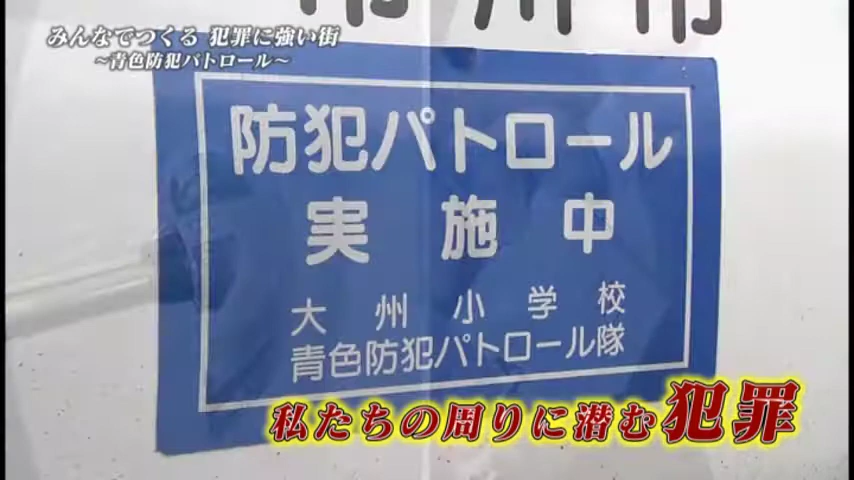 みんなでつくる 犯罪に強い街
~青色防犯パトロール~
防犯パトロール
実施中
大州小学校
青色防犯パトロール隊
私たちの周りに潜む犯罪